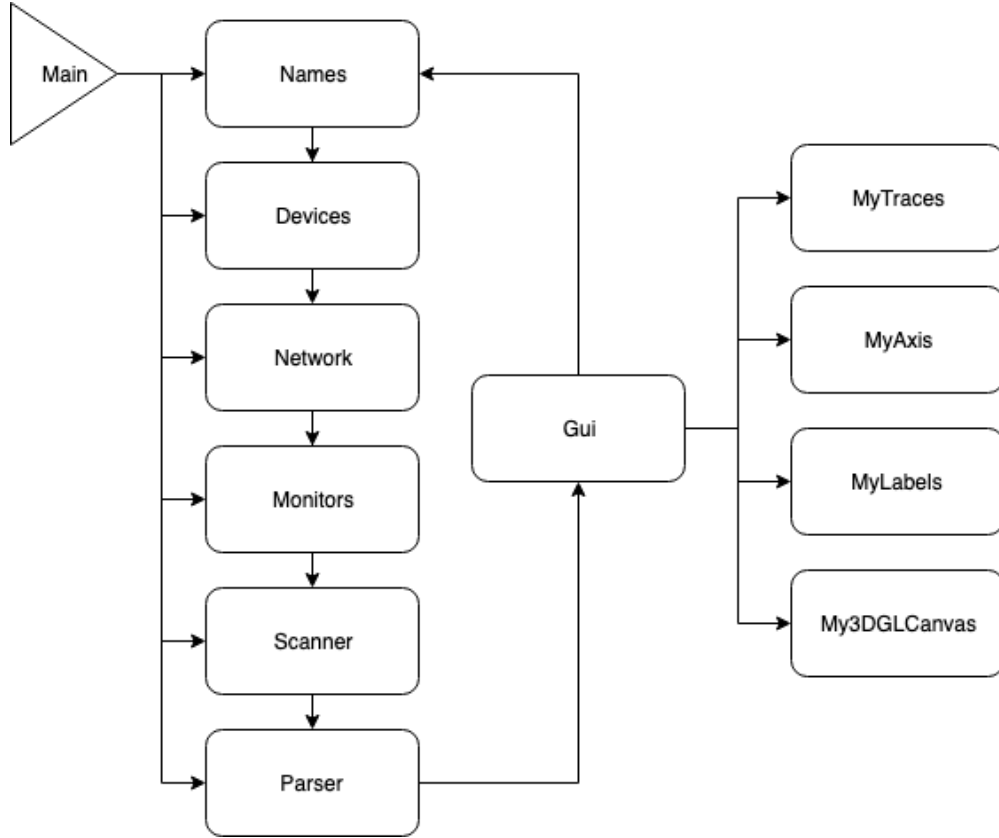 Main
Names
Devices
Network
Monitors
Scanner
Parser
Gui
MyTraces
MyAxis
MyLabels
My3DGLCanvas